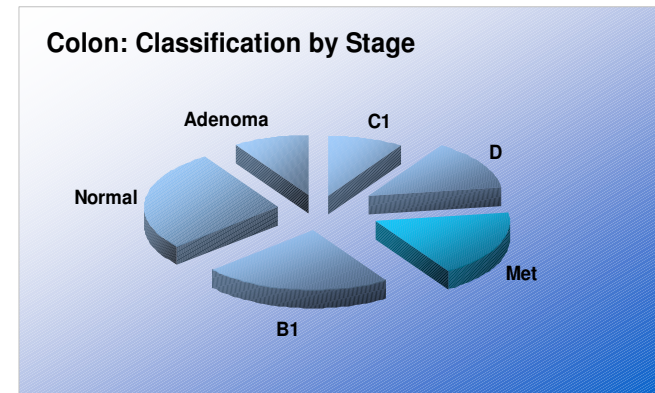 Colon: Classification by Stage
Adenoma
C1
D
Normal
Met
B1